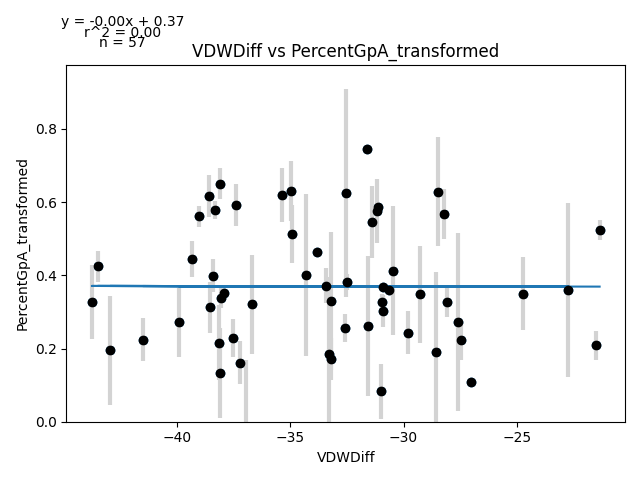 y = -0.00x + 0.37
r^2 = 0.00
n = 57
VDWDiff vs PercentGpA_transformed
PercentGpA_transformed
0.8
0.6
0.4
0.2
0.0
−40
−35
−30
−25
VDWDiff